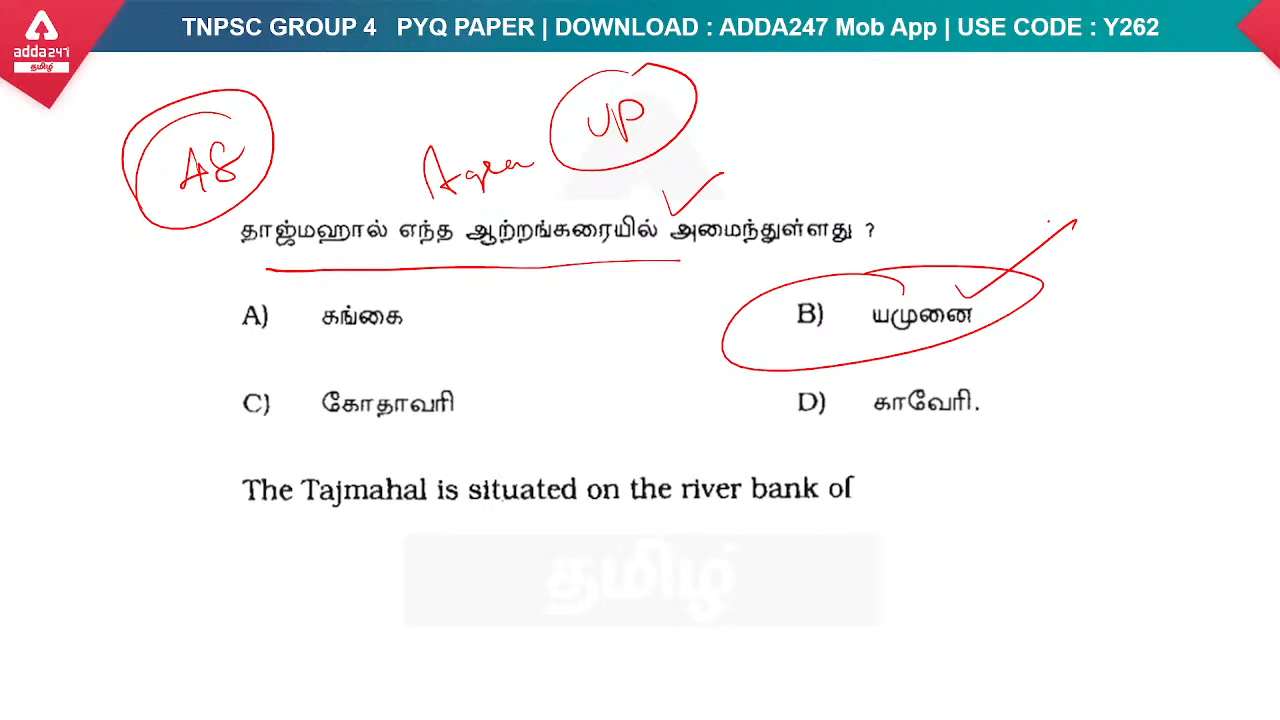 TNPSC GROUP 4 PYQ PAPER | DOWNLOAD : ADDA247 Mob App | USE CODE : Y262
adda247
தமிழ்
UP
A8
Agra
தாஜ்மஹால் எந்த ஆற்றங்கரையில் அமைந்துள்ளது ?
A) கங்கை
B) யமுனை
C) கோதாவரி
D) காவேரி.
The Tajmahal is situated on the river bank of
தமிழ்